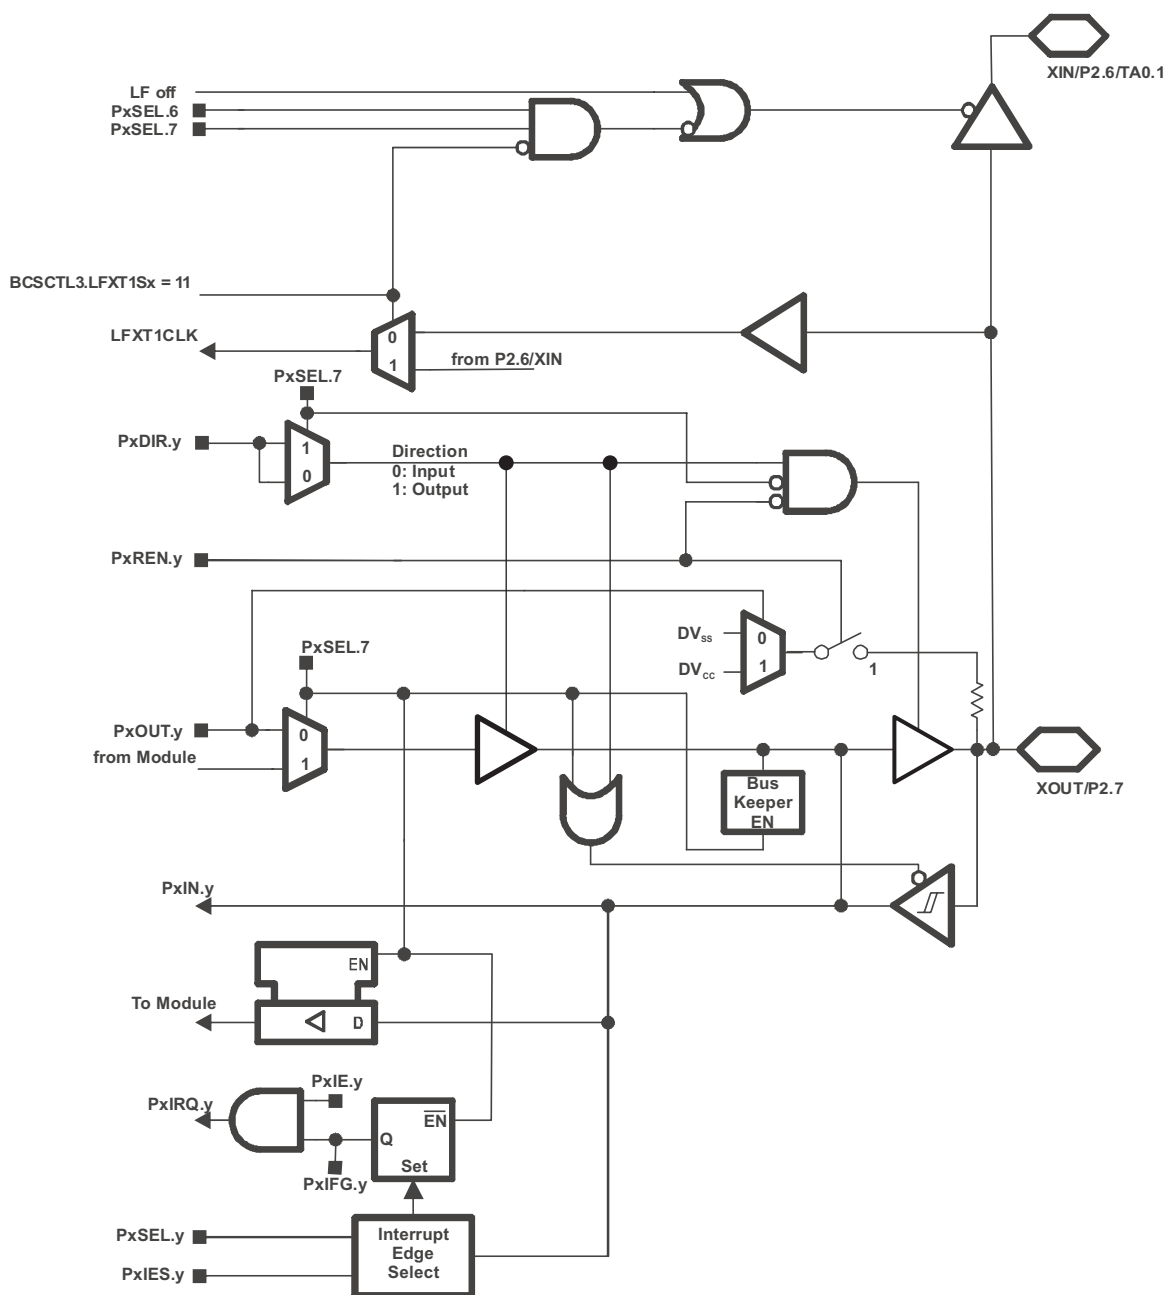 XIN/P2.6/TA0.1
LF off
PxSEL.6
PxSEL.7
BCSCTL3.LFXT1Sx = 11
LFXT1CLK
0
1
from P2.6/XIN
PxSEL.7
PxDIR.y
1
0
Direction
0: Input
1: Output
PxREN.y
DVSS
0
DVCC
1
1
PxSEL.7
PxOUT.y
0
from Module
1
Bus
Keeper
EN
XOUT/P2.7
PxIN.y
EN
To Module
D
PxIE.y
PxIRQ.y
EN
Q
Set
PxIFG.y
PxSEL.y
Interrupt
Edge
Select
PxIES.y